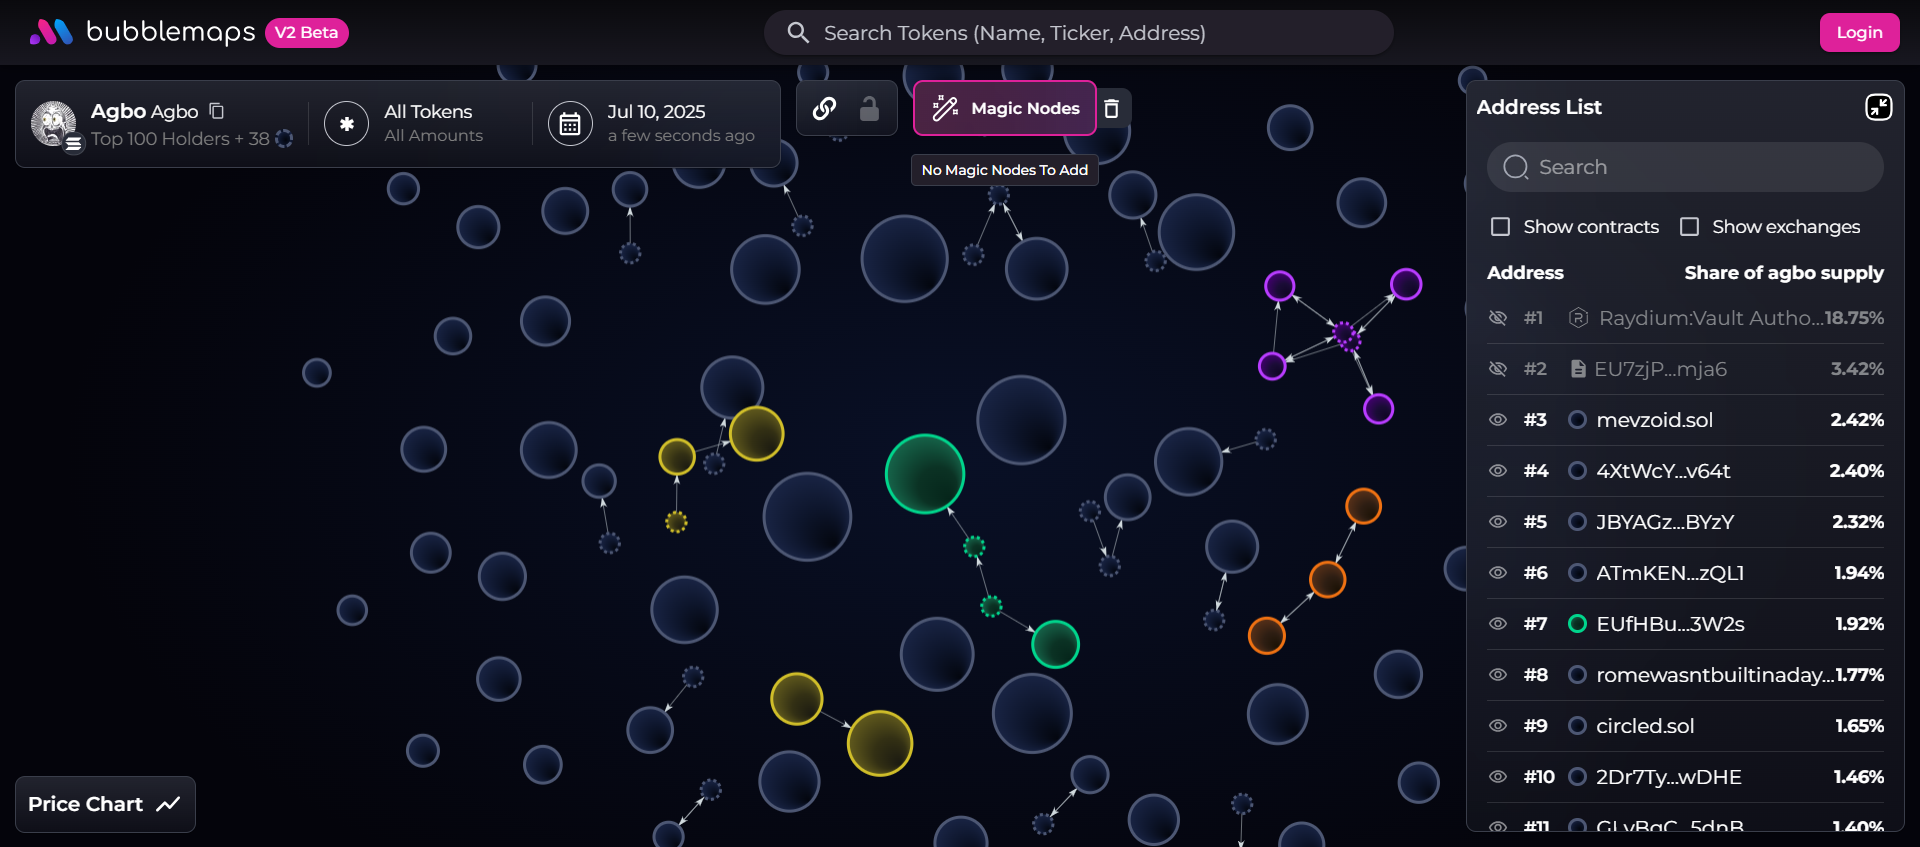 bubblemaps V2 Beta
Search Tokens (Name, Ticker, Address)
Login
Agbo Agbo
Top 100 Holders + 38
All Tokens
All Amounts
Jul 10, 2025
a few seconds ago
Magic Nodes
No Magic Nodes To Add
Address List
Search
Show contracts
Show exchanges
Address Share of agbo supply
#1 Raydium:Vault Autho... 18.75%
#2 EU7zjP...mja6 3.42%
#3 mevzoid.sol 2.42%
#4 4XtWcY...v64t 2.40%
#5 JBYAGz...BYzY 2.32%
#6 ATmKEN...zQL1 1.94%
#7 EUfHBu...3W2s 1.92%
#8 romewasntbuiltinaday... 1.77%
#9 circled.sol 1.65%
#10 2Dr7Ty...wDHE 1.46%
#11 1.40%
Price Chart